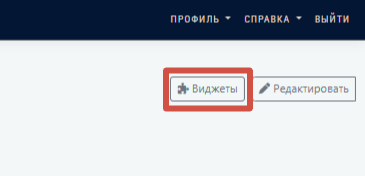 ПРОФИЛЬ СПРАВКА ВЫЙТИ
Виджеты Редактировать